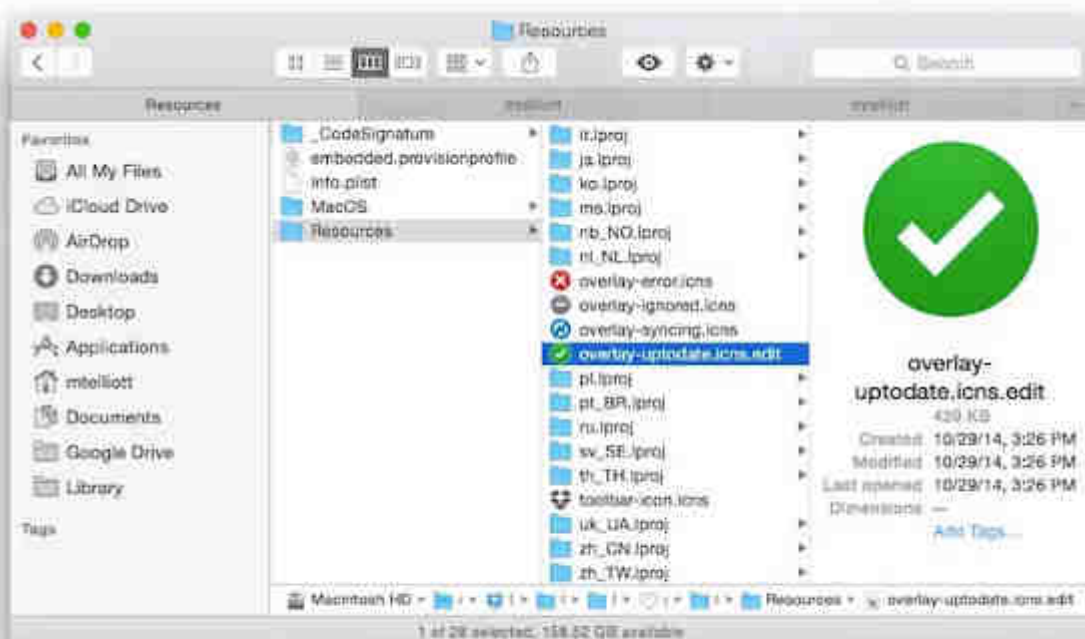 Resources
Search
Resources
mtelliott
mtelliott
Favorites
All My Files
iCloud Drive
AirDrop
Downloads
Desktop
Applications
mtelliott
Documents
Google Drive
Library
Tags
_CodeSignature
embedded.provisionprofile
Info.plist
MacOS
Resources
it.lproj
ja.lproj
ko.lproj
ms.lproj
nb_NO.lproj
nl_NL.lproj
overlay-error.icns
overlay-ignored.icns
overlay-syncing.icns
overlay-uptodate.icns.edit
pl.lproj
pt_BR.lproj
ru.lproj
sv_SE.lproj
th_TH.lproj
toolbar-icon.icns
uk_UA.lproj
zh_CN.lproj
zh_TW.lproj
overlay-
uptodate.icns.edit
Created 10/29/14, 3:26 PM
Modified 10/29/14, 3:26 PM
Last opened 10/29/14, 3:26 PM
Dimensions —
Add Tags...
Macintosh HD Resources overlay-uptodate.icns.edit
1 of 28 selected, 158.52 GB available